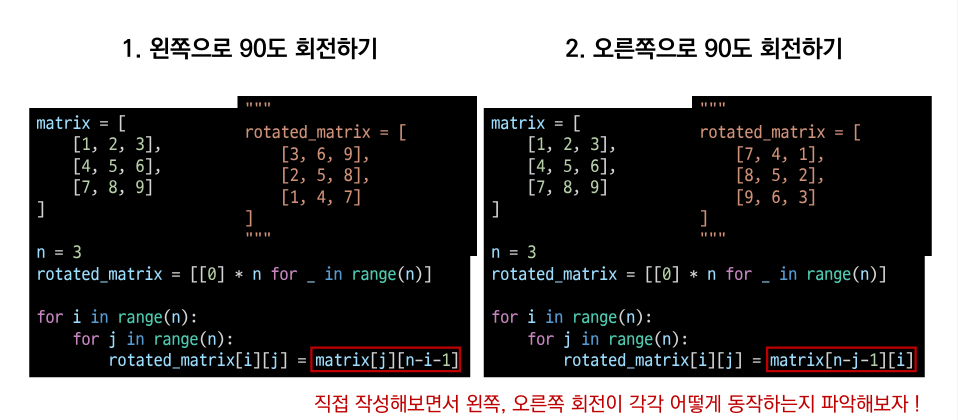 1. 왼쪽으로 90도 회전하기
matrix = [
    [1, 2, 3],
    [4, 5, 6],
    [7, 8, 9]
]
"""
rotated_matrix = [
    [3, 6, 9],
    [2, 5, 8],
    [1, 4, 7]
]
"""
n = 3
rotated_matrix = [[0] * n for _ in range(n)]
for i in range(n):
    for j in range(n):
        rotated_matrix[i][j] = matrix[j][n-i-1]
2. 오른쪽으로 90도 회전하기
matrix = [
    [1, 2, 3],
    [4, 5, 6],
    [7, 8, 9]
]
"""
rotated_matrix = [
    [7, 4, 1],
    [8, 5, 2],
    [9, 6, 3]
]
"""
n = 3
rotated_matrix = [[0] * n for _ in range(n)]
for i in range(n):
    for j in range(n):
        rotated_matrix[i][j] = matrix[n-j-1][i]
직접 작성해보면서 왼쪽, 오른쪽 회전이 각각 어떻게 동작하는지 파악해보자 !